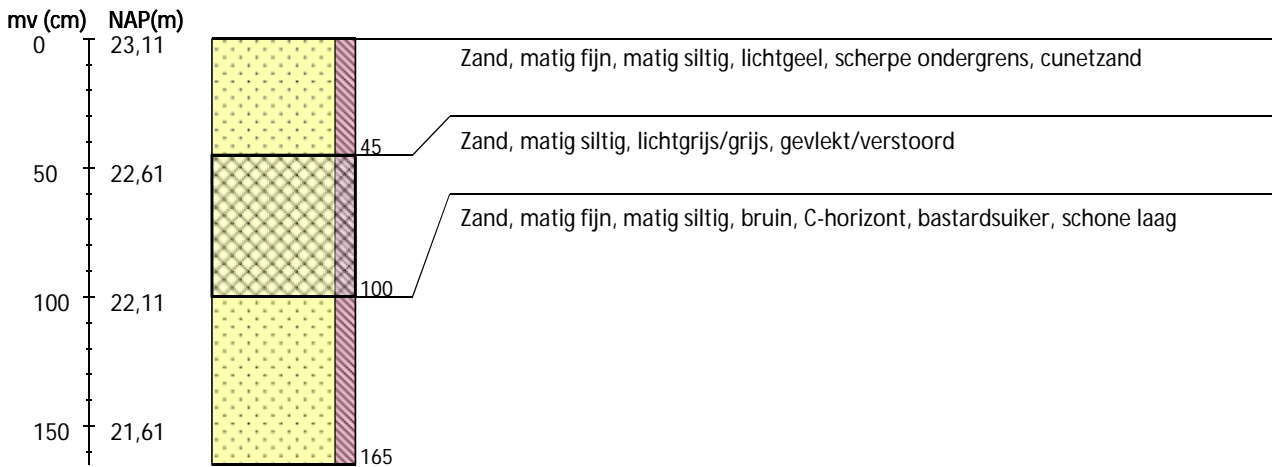 mv (cm) NAP(m)
0 23,11
Zand, matig fijn, matig siltig, lichtgeel, scherpe ondergrens, cunetzand
45
Zand, matig siltig, lichtgrijs/grijs, gevlekt/verstoord
50 22,61
Zand, matig fijn, matig siltig, bruin, C-horizont, bastardsuiker, schone laag
100
100 22,11
150 21,61
165